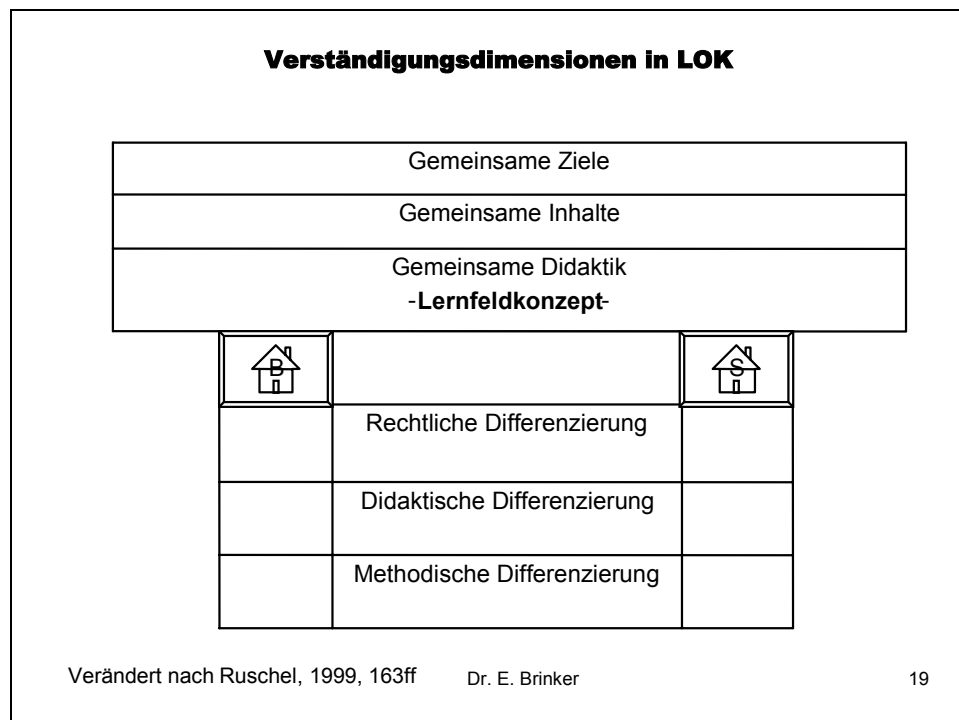 Verständigungsdimensionen in LOK
Gemeinsame Ziele
Gemeinsame Inhalte
Gemeinsame Didaktik
-Lernfeldkonzept-
B S
Rechtliche Differenzierung
Didaktische Differenzierung
Methodische Differenzierung
Verändert nach Ruschel, 1999, 163ff Dr. E. Brinker 19